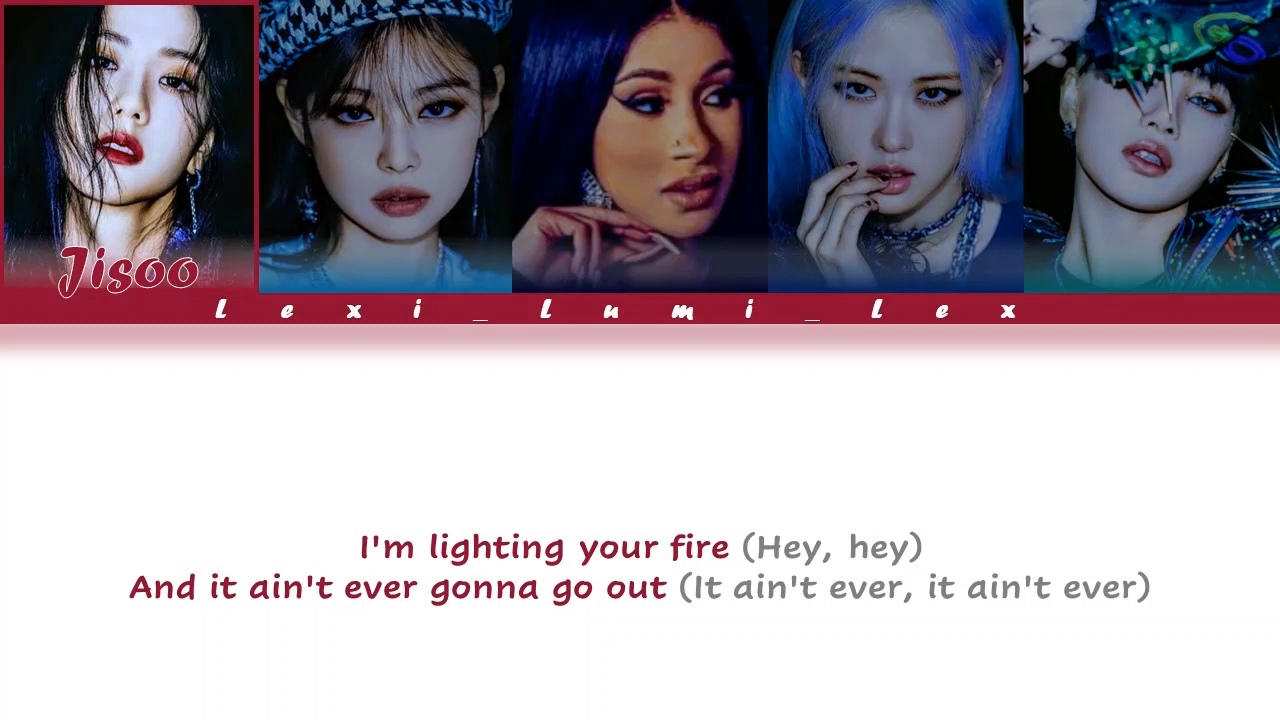 Jisoo
Lexi_Lumi_Lex
I'm lighting your fire (Hey, hey)
And it ain't ever gonna go out (It ain't ever, it ain't ever)